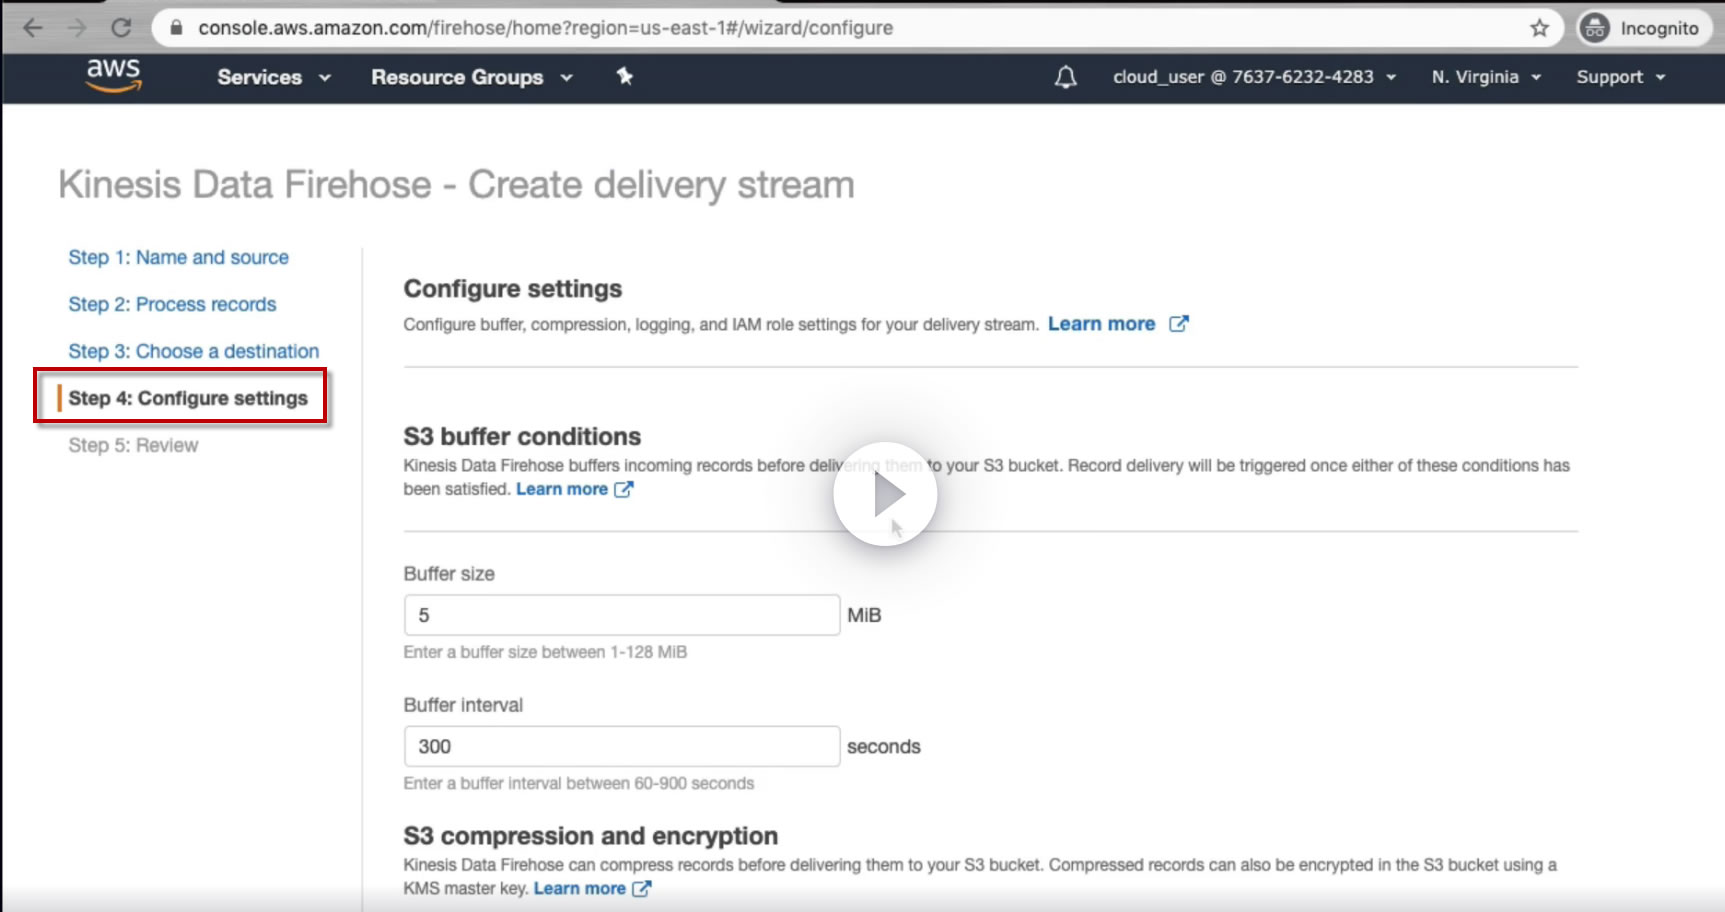 console.aws.amazon.com/firehose/home?region=us-east-1#/wizard/configure
Incognito
aws
Services
Resource Groups
cloud_user @ 7637-6232-4283
N. Virginia
Support
Kinesis Data Firehose - Create delivery stream
Step 1: Name and source
Step 2: Process records
Step 3: Choose a destination
Step 4: Configure settings
Step 5: Review
Configure settings
Configure buffer, compression, logging, and IAM role settings for your delivery stream. Learn more
S3 buffer conditions
Kinesis Data Firehose buffers incoming records before delivering them to your S3 bucket. Record delivery will be triggered once either of these conditions has
been satisfied. Learn more
Buffer size
5 MiB
Enter a buffer size between 1-128 MiB
Buffer interval
300 seconds
Enter a buffer interval between 60-900 seconds
S3 compression and encryption
Kinesis Data Firehose can compress records before delivering them to your S3 bucket. Compressed records can also be encrypted in the S3 bucket using a
KMS master key. Learn more